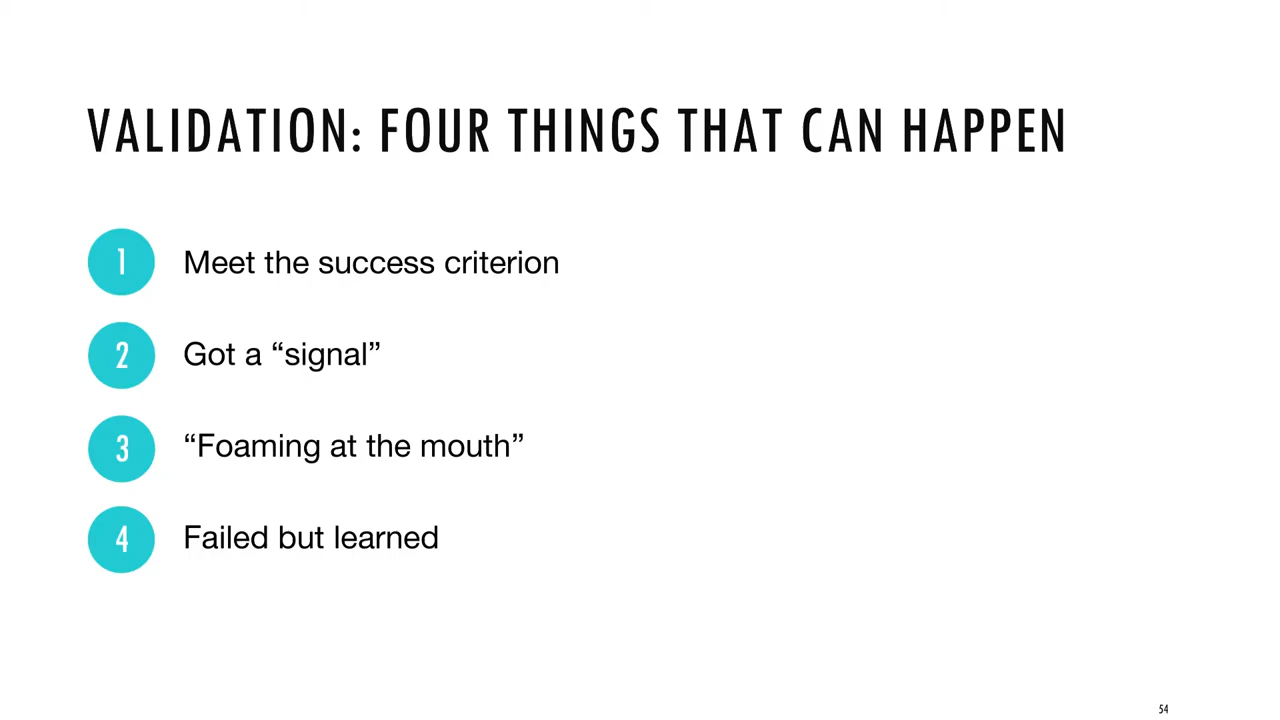 VALIDATION: FOUR THINGS THAT CAN HAPPEN
1 Meet the success criterion
2 Got a “signal”
3 “Foaming at the mouth”
4 Failed but learned
54